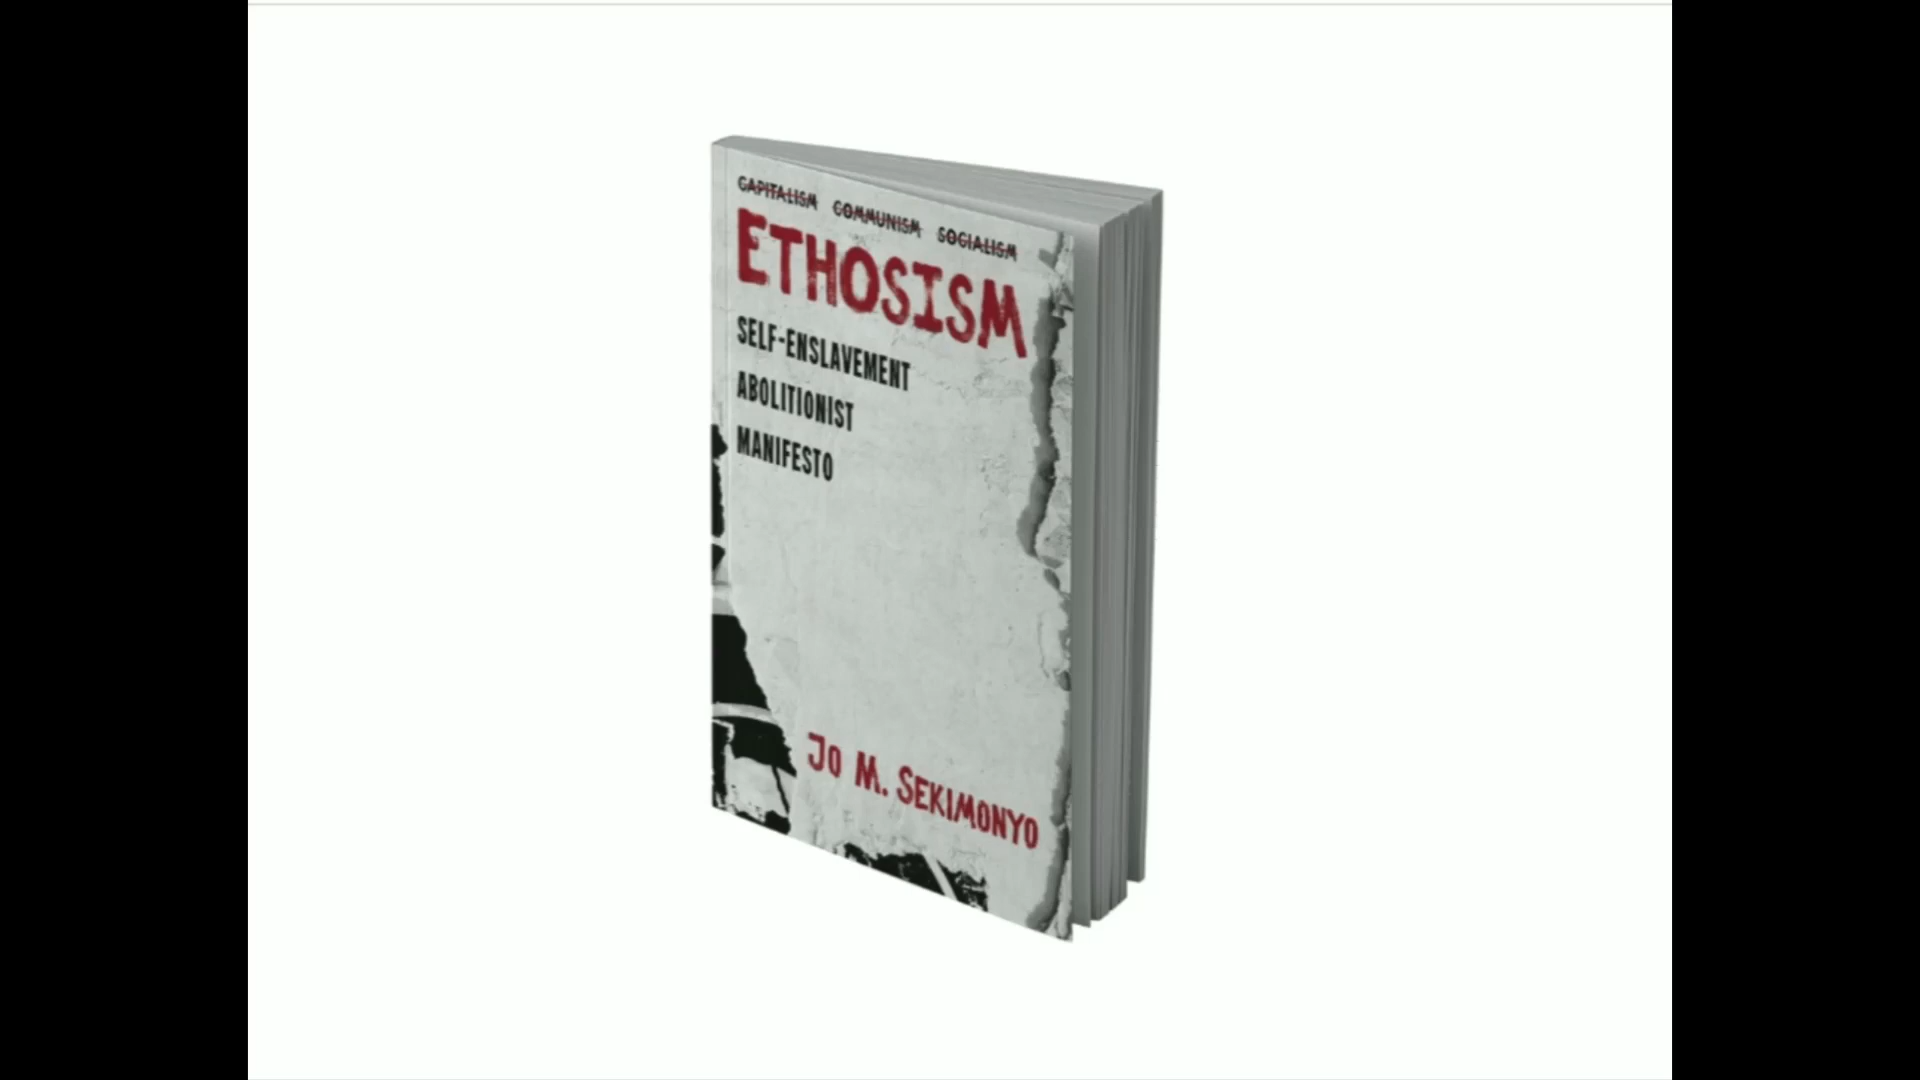 CAPITALISM COMMUNISM SOCIALISM
ETHOSISM
SELF-ENSLAVEMENT
ABOLITIONIST
MANIFESTO
JO M. SEKIMONYO